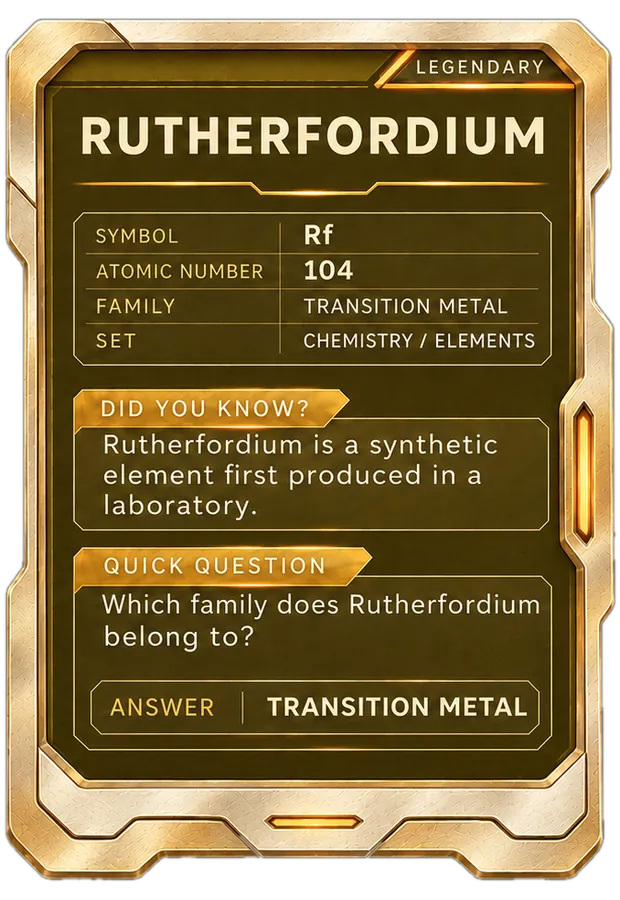 LEGENDARY
RUTHERFORDIUM
SYMBOL Rf
ATOMIC NUMBER 104
FAMILY TRANSITION METAL
SET CHEMISTRY / ELEMENTS
DID YOU KNOW?
Rutherfordium is a synthetic
element first produced in a
laboratory.
QUICK QUESTION
Which family does Rutherfordium
belong to?
ANSWER TRANSITION METAL